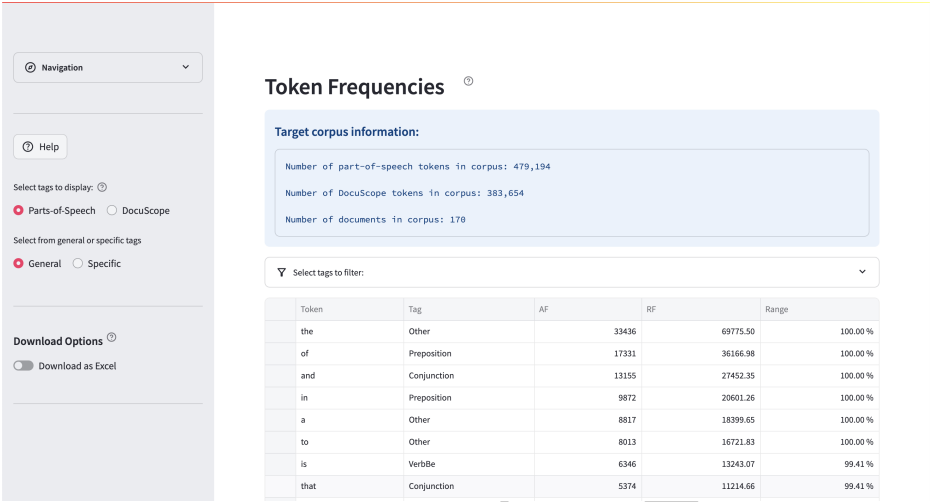 Navigation
Help
Select tags to display:
Parts-of-Speech DocuScope
Select from general or specific tags
General Specific
Download Options
Download as Excel
Token Frequencies
Target corpus information:
Number of part-of-speech tokens in corpus: 479,194
Number of DocuScope tokens in corpus: 383,654
Number of documents in corpus: 170
Select tags to filter:
Token Tag AF RF Range
the Other 33436 69775.50 100.00 %
of Preposition 17331 36166.98 100.00 %
and Conjunction 13155 27452.35 100.00 %
in Preposition 9872 20601.26 100.00 %
a Other 8817 18399.65 100.00 %
to Other 8013 16721.83 100.00 %
is VerbBe 6346 13243.07 99.41 %
that Conjunction 5374 11214.66 99.41 %